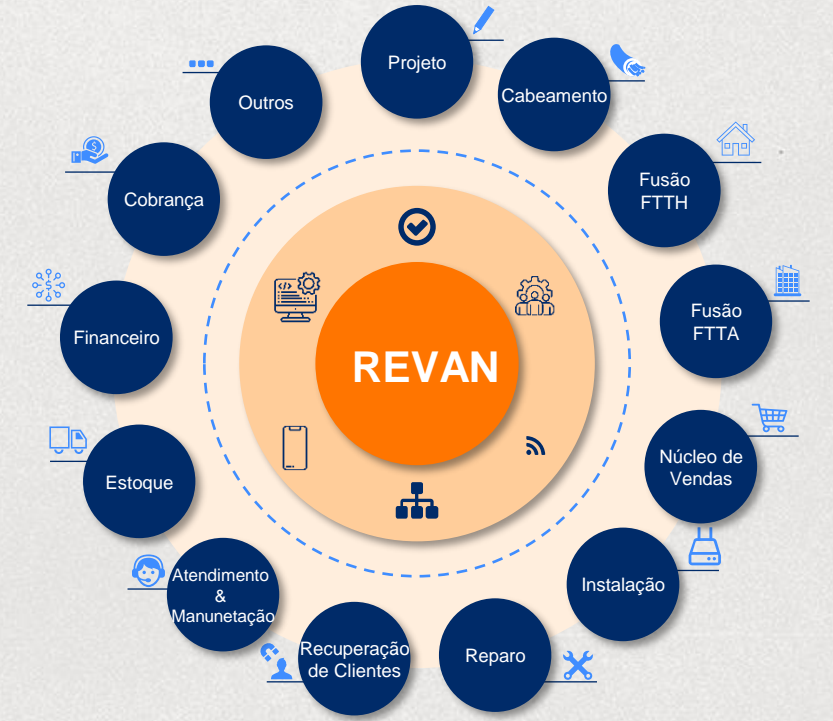 Projeto
Cabeamento
Fusão
FTTH
Fusão
FTTA
Núcleo de
Vendas
Instalação
Reparo
Recuperação
de Clientes
Atendimento
&
Manunetação
Estoque
Financeiro
Cobrança
Outros
REVAN